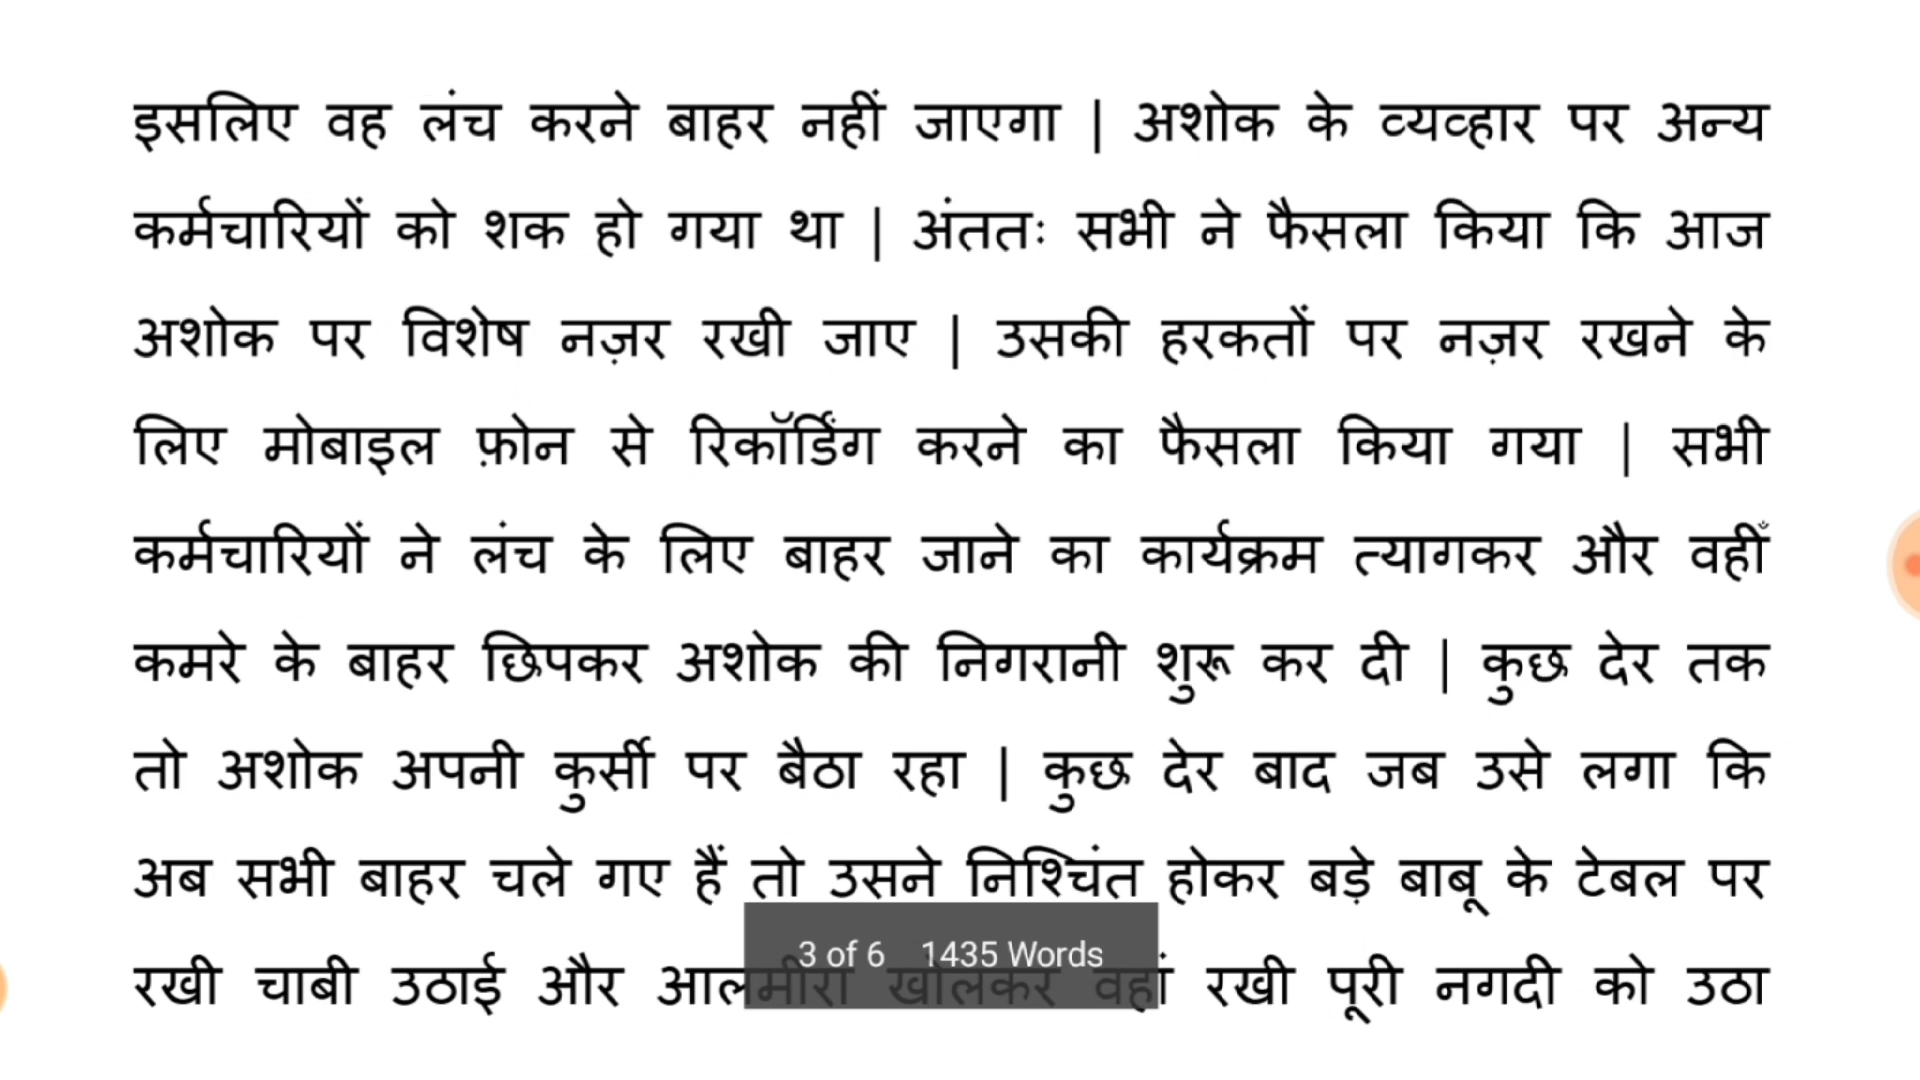 इसलिए वह लंच करने बाहर नहीं जाएगा | अशोक के व्यव्हार पर अन्य
कर्मचारियों को शक हो गया था | अंततः सभी ने फैसला किया कि आज
अशोक पर विशेष नज़र रखी जाए | उसकी हरकतों पर नज़र रखने के
लिए मोबाइल फ़ोन से रिकॉर्डिंग करने का फैसला किया गया | सभी
कर्मचारियों ने लंच के लिए बाहर जाने का कार्यक्रम त्यागकर और वहीँ
कमरे के बाहर छिपकर अशोक की निगरानी शुरू कर दी | कुछ देर तक
तो अशोक अपनी कुर्सी पर बैठा रहा | कुछ देर बाद जब उसे लगा कि
अब सभी बाहर चले गए हैं तो उसने निश्चिंत होकर बड़े बाबू के टेबल पर
3 of 6 1435 Words
रखी चाबी उठाई और आलमीरा खोलकर वहां रखी पूरी नगदी को उठा